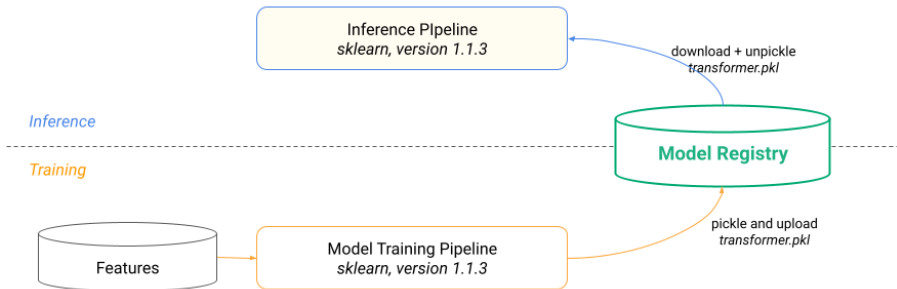 Inference PIpeline
sklearn, version 1.1.3
download + unpickle
transformer.pkl
Inference
Model Registry
Training
pickle and upload
transformer.pkl
Model Training Pipeline
sklearn, version 1.1.3
Features